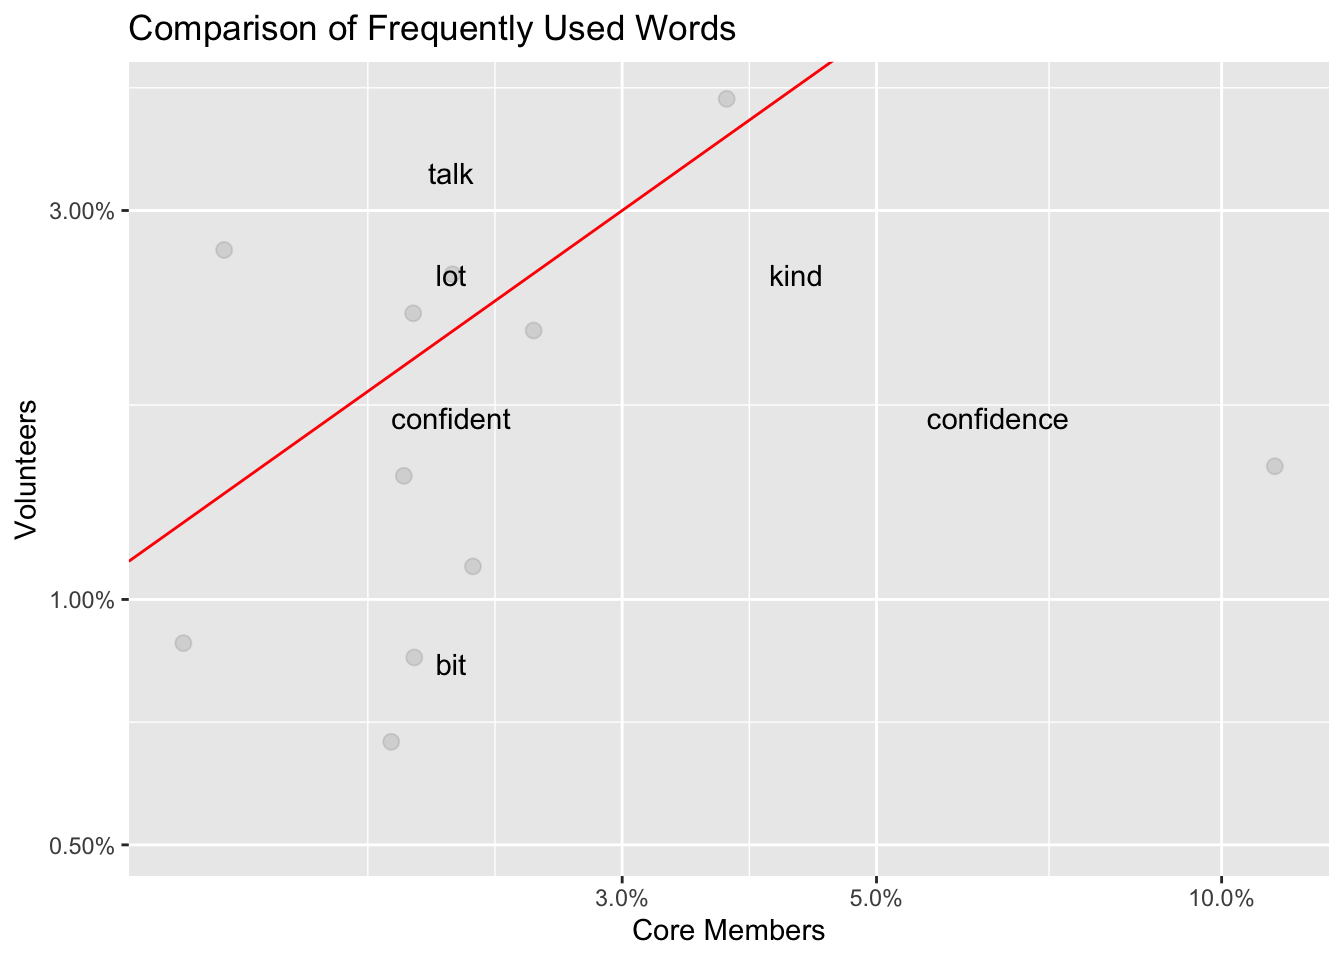 Comparison of Frequently Used Words
talk
3.00%
lot
kind
confident
confidence
Volunteers
1.00%
bit
0.50%
3.0%
5.0%
10.0%
Core Members